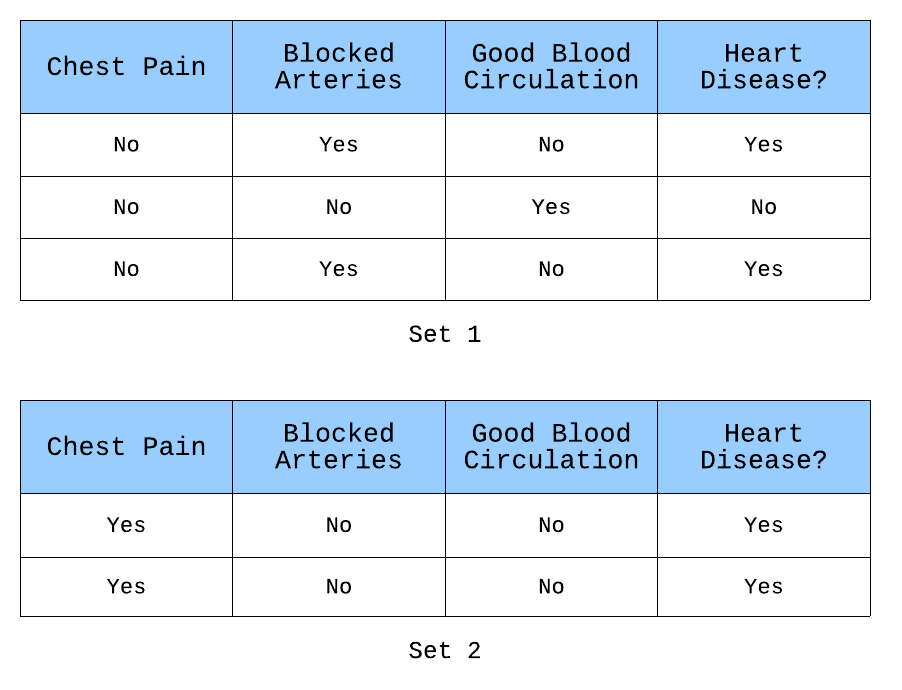 Chest Pain Blocked Arteries Good Blood Circulation Heart Disease?
No Yes No Yes
No No Yes No
No Yes No Yes
Set 1
Chest Pain Blocked Arteries Good Blood Circulation Heart Disease?
Yes No No Yes
Yes No No Yes
Set 2